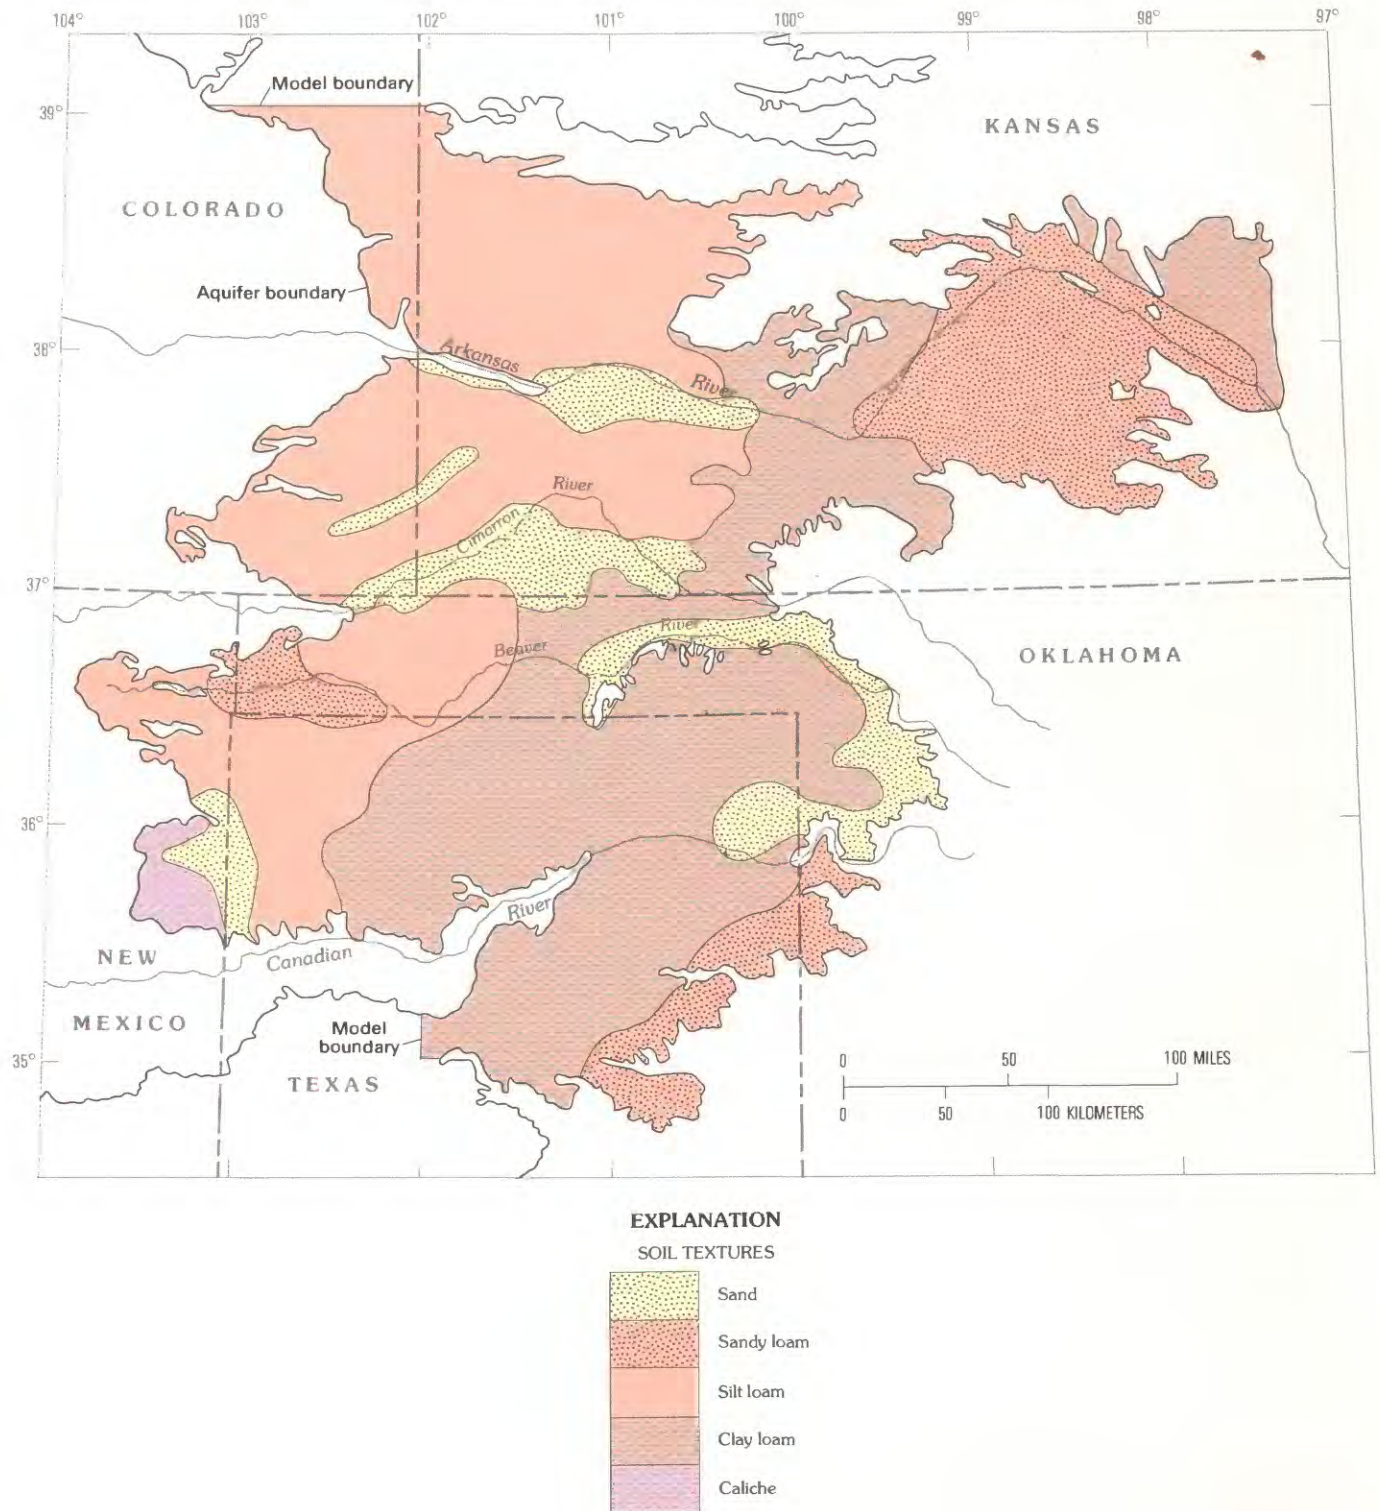 104°
103°
102°
101°
100°
99°
98°
97°
Model boundary
39°
KANSAS
COLORADO
Aquifer boundary
38°
Arkansas
River
River
Cimarron
37°
River
Beaver
OKLAHOMA
36°
River
Canadian
NEW
MEXICO
Model
boundary
35°
TEXAS
0 50 100 MILES
0 50 100 KILOMETERS
EXPLANATION
SOIL TEXTURES
Sand
Sandy loam
Silt loam
Clay loam
Caliche